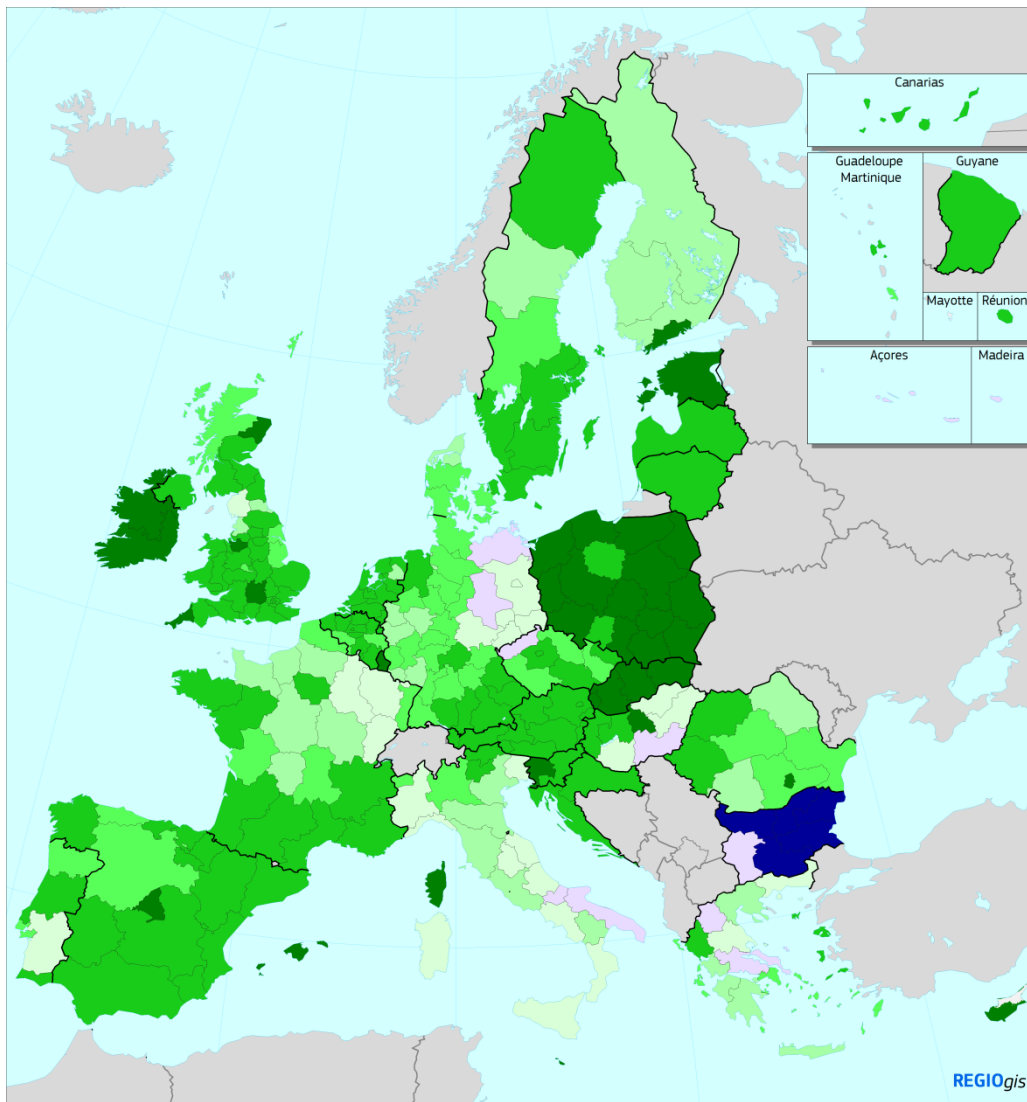 Canarias
Guadeloupe
Martinique
Guyane
Mayotte
Réunion
Açores
Madeira
REGIOgis